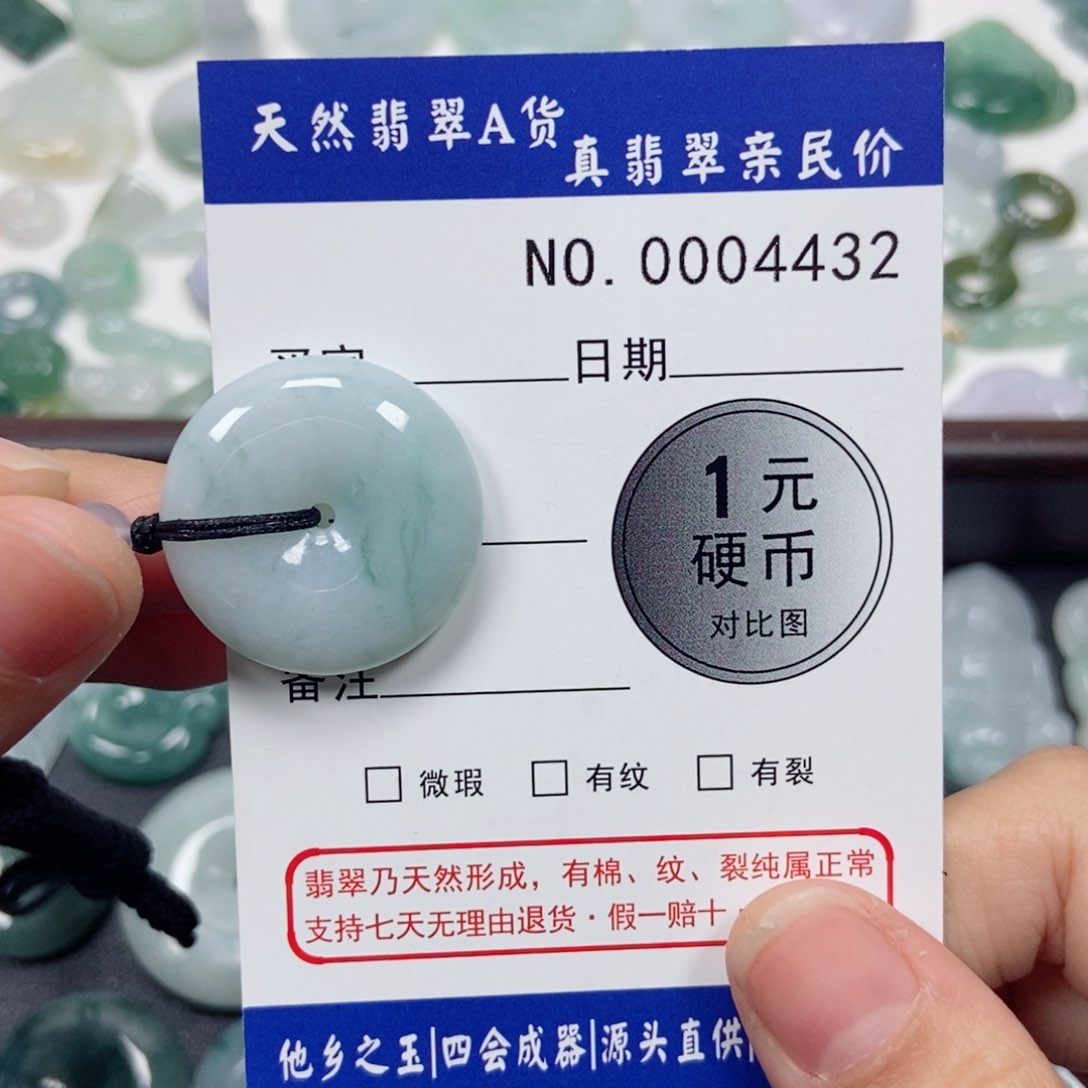 天然翡翠A货
真翡翠亲民价
NO. 0004432
日期
1元
硬币
对比图
备注
□ 微瑕 □ 有纹 □ 有裂
翡翠乃天然形成，有棉、纹、裂纯属正常
支持七天无理由退货·假一赔十
他乡之玉|四会成器|源头直供